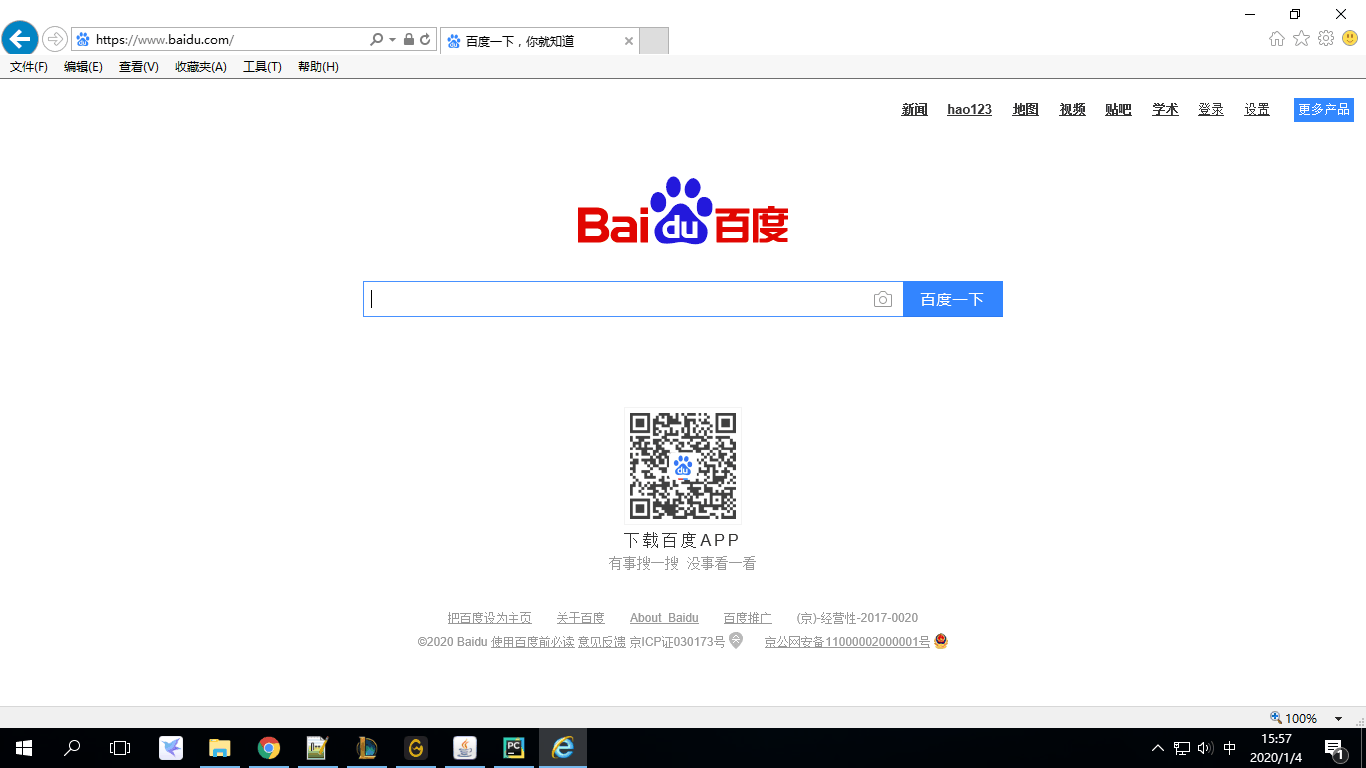 https://www.baidu.com/
百度一下，你就知道
文件(F) 编辑(E) 查看(V) 收藏夹(A) 工具(T) 帮助(H)
新闻 hao123 地图 视频 贴吧 学术 登录 设置 更多产品
Bai du 百度
百度一下
du
下载百度APP
有事搜一搜 没事看一看
把百度设为主页 关于百度 About Baidu 百度推广 (京)-经营性-2017-0020
©2020 Baidu 使用百度前必读 意见反馈 京ICP证030173号 京公网安备11000002000001号
100%
PC
中
15:57
2020/1/4
1